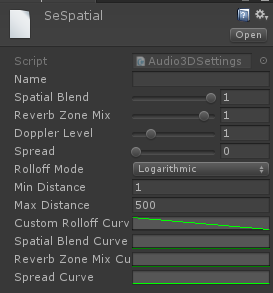 SeSpatial
Open
Script Audio3DSettings
Name
Spatial Blend 1
Reverb Zone Mix 1
Doppler Level 1
Spread 0
Rolloff Mode Logarithmic
Min Distance 1
Max Distance 500
Custom Rolloff Curv
Spatial Blend Curve
Reverb Zone Mix Cu
Spread Curve